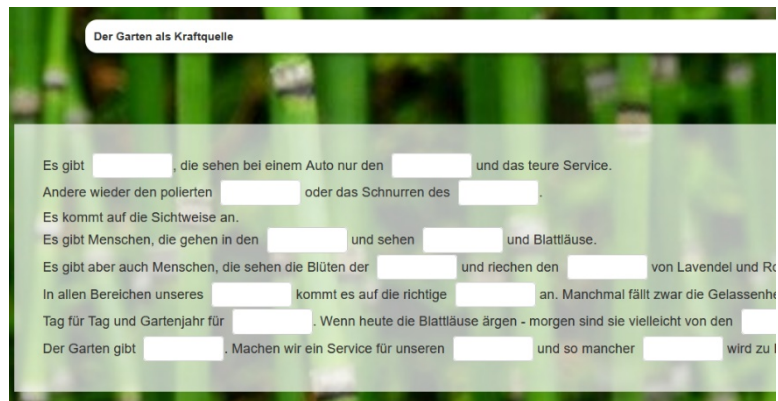 Der Garten als Kraftquelle
Es gibt , die sehen bei einem Auto nur den und das teure Service.
Andere wieder den polierten oder das Schnurren des .
Es kommt auf die Sichtweise an.
Es gibt Menschen, die gehen in den und sehen und Blattläuse.
Es gibt aber auch Menschen, die sehen die Blüten der und riechen den von Lavendel und
In allen Bereichen unseres kommt es auf die richtige an. Manchmal fällt zwar die
Tag für Tag und Gartenjahr für . Wenn heute die Blattläuse ärgen - morgen sind sie vielleicht von den
Der Garten gibt . Machen wir ein Service für unseren und so mancher wird zu